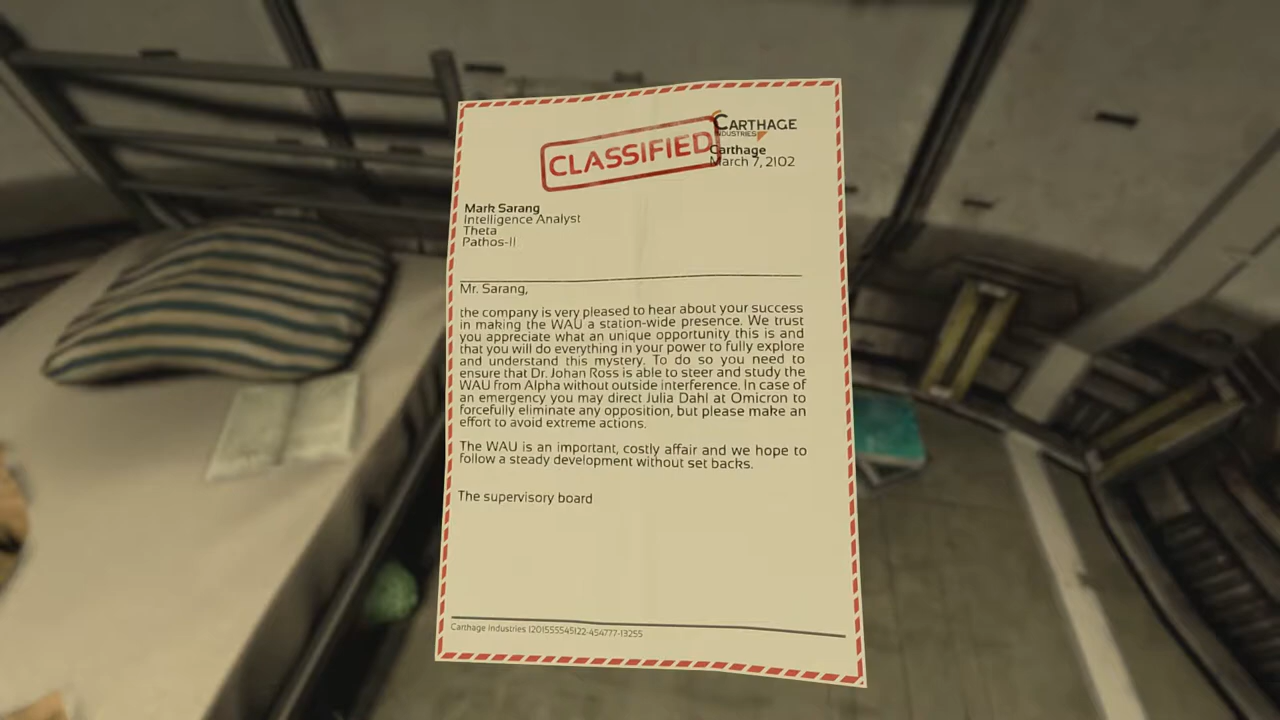 CLASSIFIED
CARTHAGE
INDUSTRIES
Carthage
March 7, 2102
Mark Sarang
Intelligence Analyst
Theta
Pathos-II
Mr. Sarang,
the company is very pleased to hear about your success
in making the WAU a station-wide presence. We trust
you appreciate what an unique opportunity this is and
that you will do everything in your power to fully explore
and understand this mystery. To do so you need to
ensure that Dr. Johan Ross is able to steer and study the
WAU from Alpha without outside interference. In case of
an emergency you may direct Julia Dahl at Omicron to
forcefully eliminate any opposition, but please make an
effort to avoid extreme actions.
The WAU is an important, costly affair and we hope to
follow a steady development without set backs.
The supervisory board
Carthage Industries 1201555545122-454777-13255